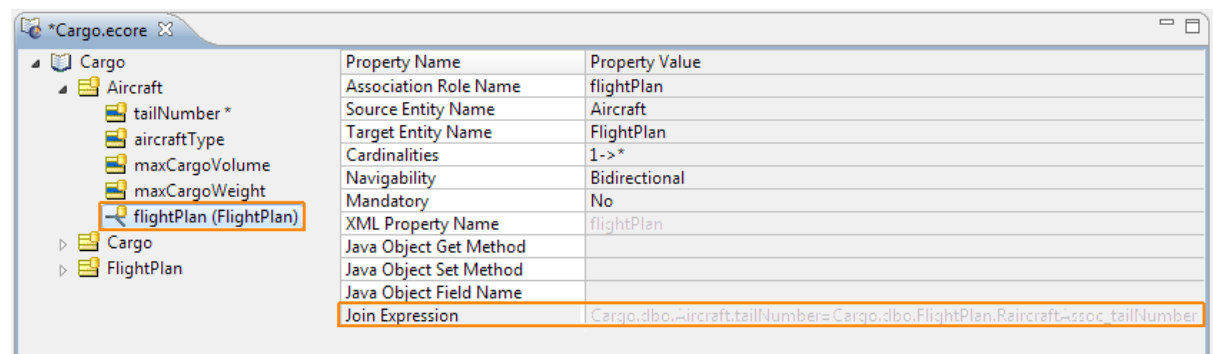 *Cargo.ecore
Cargo
Aircraft
tailNumber *
aircraftType
maxCargoVolume
maxCargoWeight
flightPlan (FlightPlan)
Cargo
FlightPlan
Property Name Property Value
Association Role Name flightPlan
Source Entity Name Aircraft
Target Entity Name FlightPlan
Cardinalities 1->*
Navigability Bidirectional
Mandatory No
XML Property Name flightPlan
Java Object Get Method
Java Object Set Method
Java Object Field Name
Join Expression Cargo.dbo.Aircraft.tailNumber=Cargo.dbo.FlightPlan.RaircraftAssoc_tailNumber